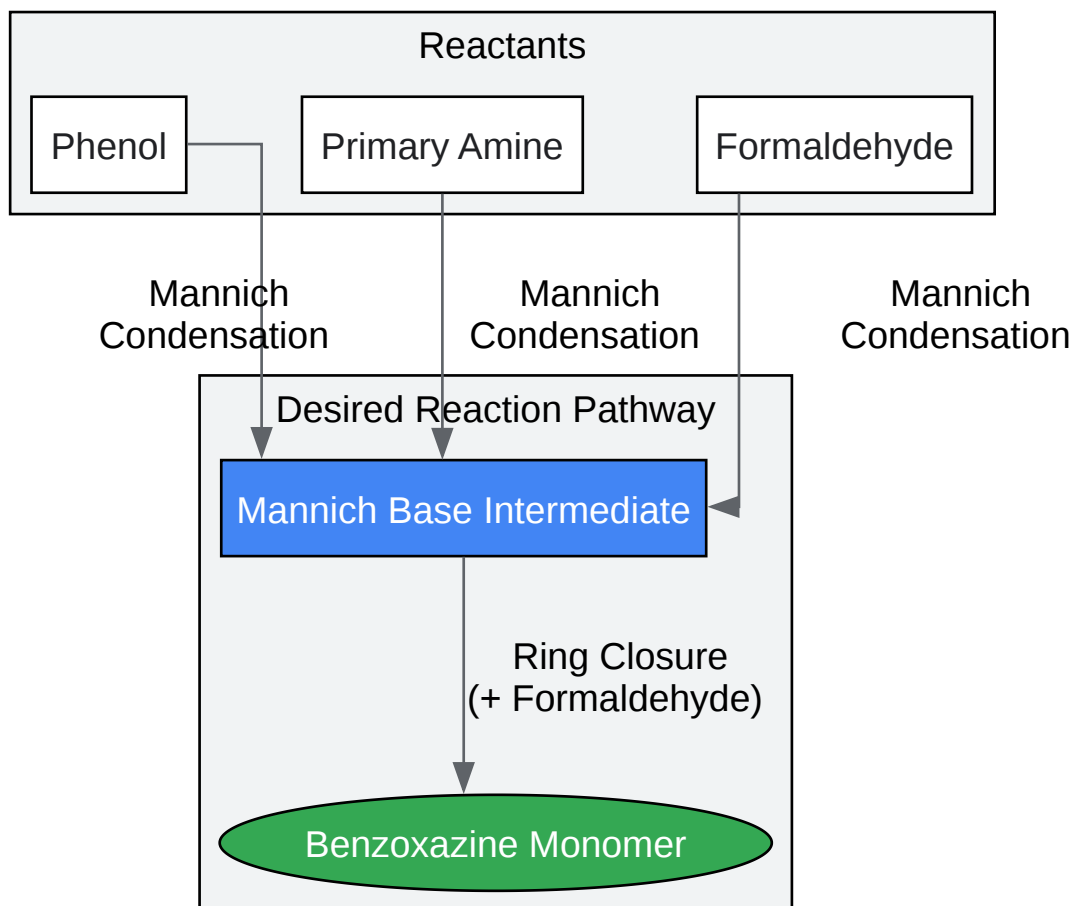 Reactants
Phenol
Primary Amine
Formaldehyde
Mannich
Condensation
Mannich
Condensation
Mannich
Condensation
Desired Reaction Pathway
Mannich Base Intermediate
Ring Closure
(+ Formaldehyde)
Benzoxazine Monomer